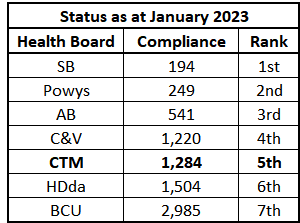 Status as at January 2023
Health Board Compliance Rank
SB 194 1st
Powys 249 2nd
AB 541 3rd
C&V 1,220 4th
CTM 1,284 5th
HDda 1,504 6th
BCU 2,985 7th